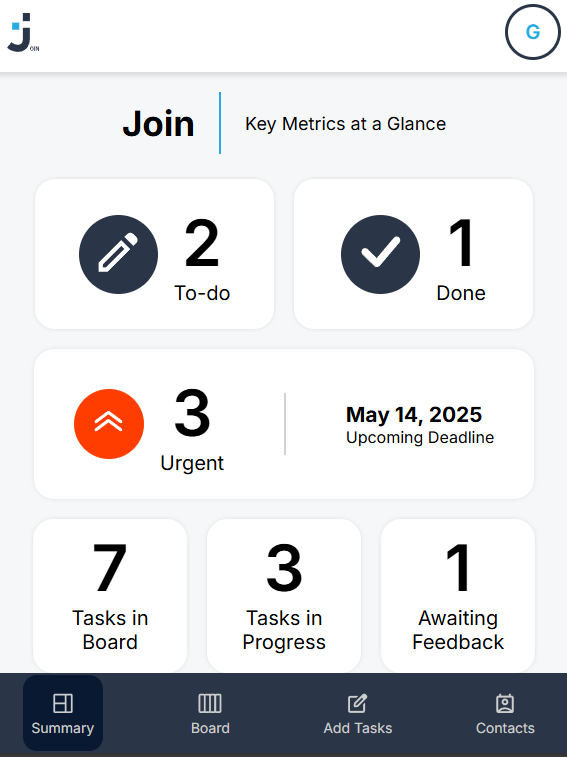 OIN
G
Join
Key Metrics at a Glance
2
To-do
1
Done
3
Urgent
May 14, 2025
Upcoming Deadline
7
Tasks in
Board
3
Tasks in
Progress
1
Awaiting
Feedback
Summary
Board
Add Tasks
Contacts